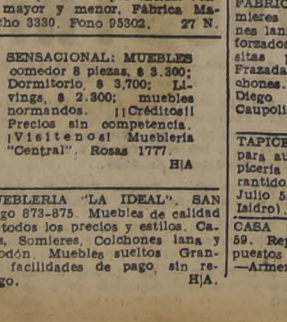 mayor y menor. Fábrica Ma-
cho 3330. Fono 95302. 27 N.
SENSACIONAL: MUEBLES
comedor 8 piezas, $ 3.300;
Dormitorio, $ 3,700; Li-
vings, $ 2.300; muebles
normandos. ¡¡Créditos!!
Precios sin competencia.
¡Visítenos! Mueblería
"Central". Rosas 1777.
H|A
UEBLERIA "LA IDEAL". SAN
go 873-875. Muebles de calidad
todos los precios y estilos. Ca-
s, Somieres, Colchones lana y
odón. Muebles sueltos Gran-
facilidades de pago, sin re-
go. H|A.
FABRIC
mieres
nes lan
forzados
sitas
Frazada
chones.
Diego
Caupoli
TAPICE
para au
picería
rantido
Julio 5
Isidro).
CASA
59. Rep
puestos
—Armen